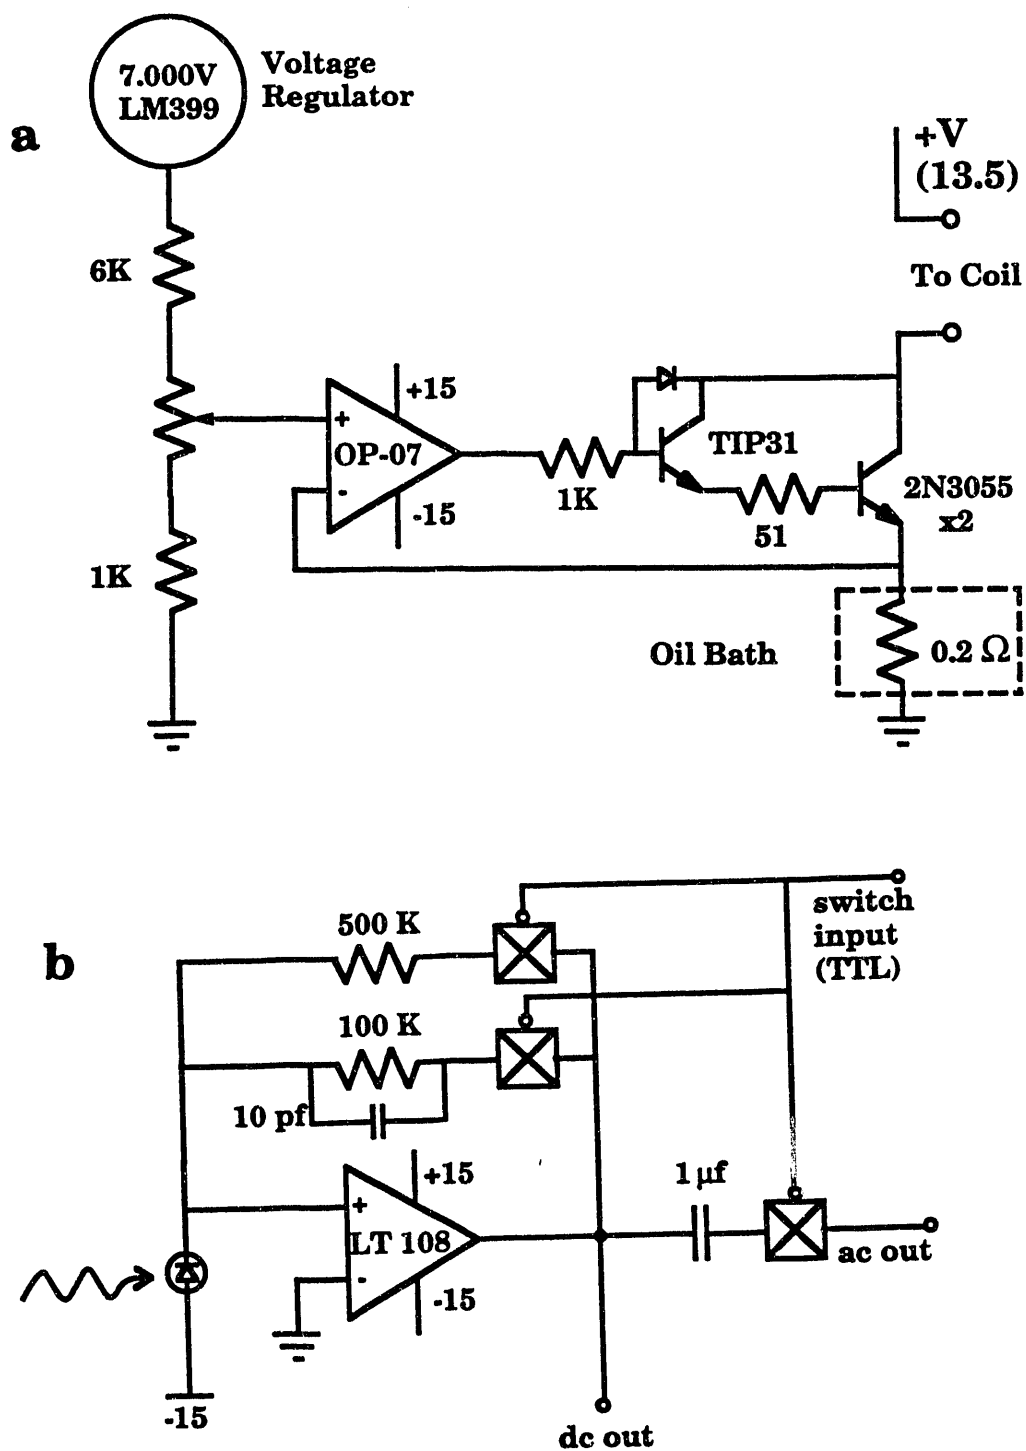 a
7.000V
LM399
Voltage
Regulator
+V
(13.5)
To Coil
6K
+15
+
OP-07
-
-15
1K
TIP31
51
2N3055
x2
1K
Oil Bath
0.2 Ω
b
switch
input
(TTL)
500 K
100 K
10 pf
+15
+
LT 108
-
-15
1 μf
ac out
-15
dc out